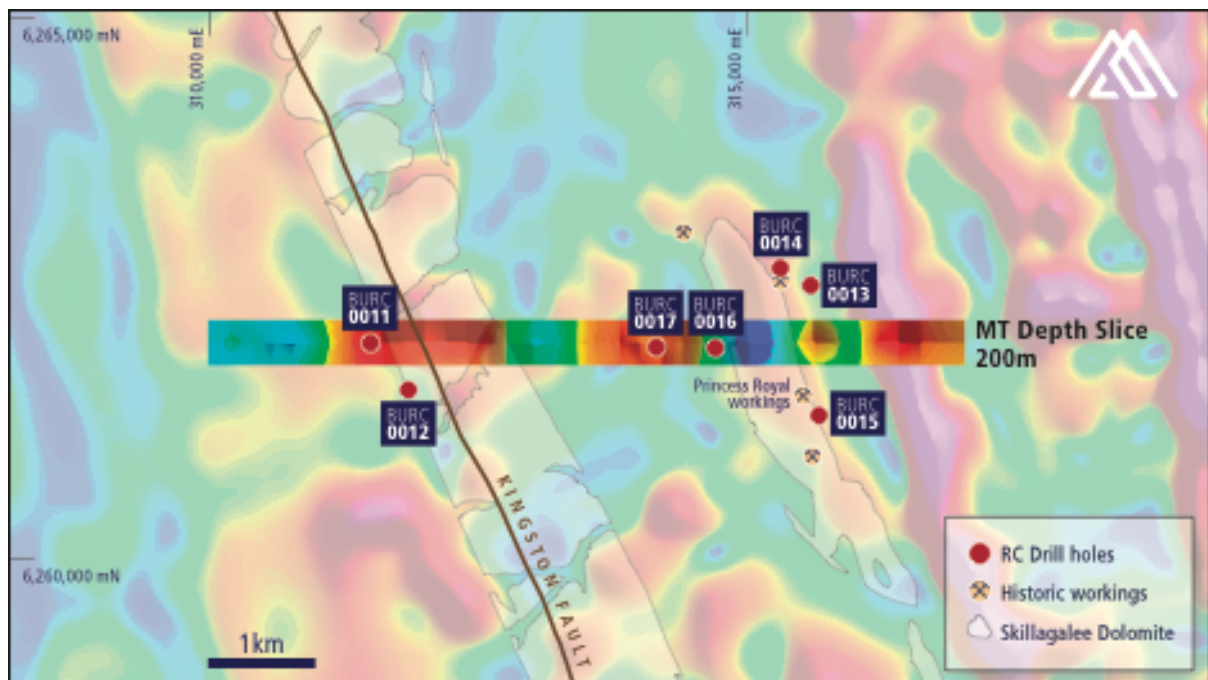 6,265,000 mN
310,000 mE
315,000 mE
BURC
0014
BURC
0013
BURC
0011
BURC
0017
BURC
0016
MT Depth Slice
200m
Princess Royal
workings
BURC
0012
BURC
0015
KINGSTON FAULT
6,260,000 mN
1km
RC Drill holes
Historic workings
Skillagalee Dolomite